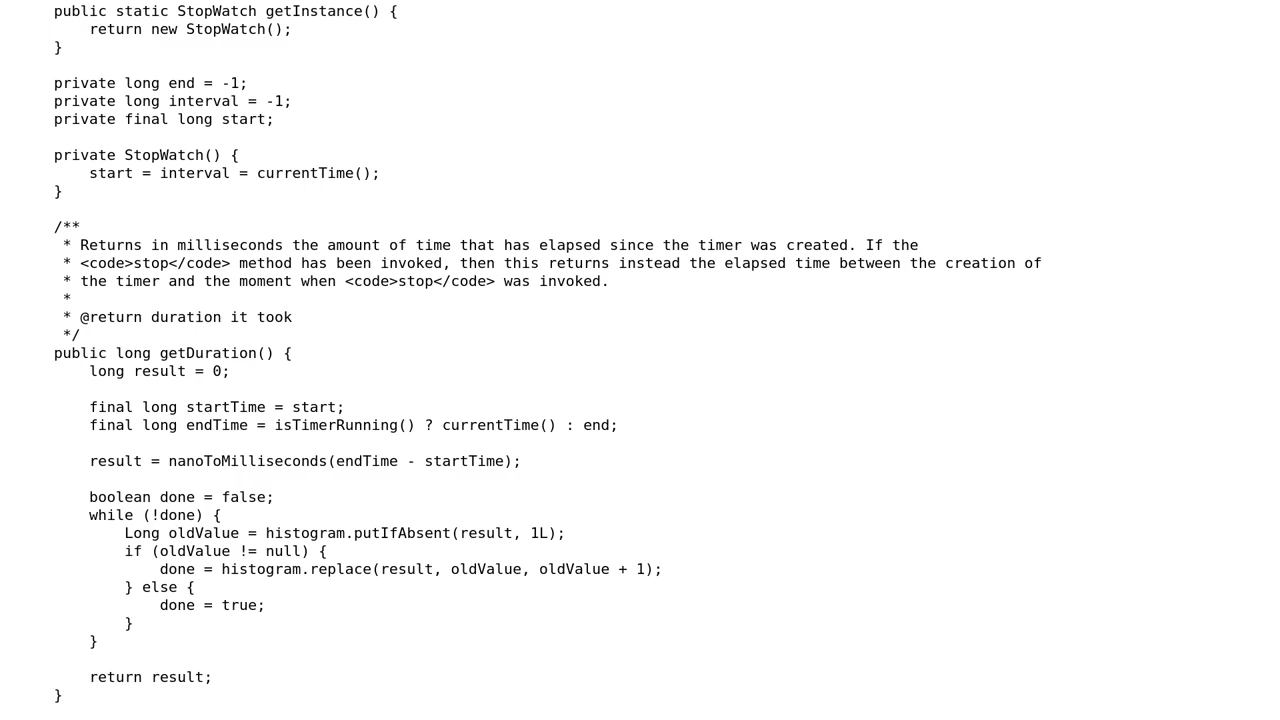 public static StopWatch getInstance() {
    return new StopWatch();
}

private long end = -1;
private long interval = -1;
private final long start;

private StopWatch() {
    start = interval = currentTime();
}

/**
 * Returns in milliseconds the amount of time that has elapsed since the timer was created. If the
 * <code>stop</code> method has been invoked, then this returns instead the elapsed time between the creation of
 * the timer and the moment when <code>stop</code> was invoked.
 *
 * @return duration it took
 */
public long getDuration() {
    long result = 0;

    final long startTime = start;
    final long endTime = isTimerRunning() ? currentTime() : end;

    result = nanoToMilliseconds(endTime - startTime);

    boolean done = false;
    while (!done) {
        Long oldValue = histogram.putIfAbsent(result, 1L);
        if (oldValue != null) {
            done = histogram.replace(result, oldValue, oldValue + 1);
        } else {
            done = true;
        }
    }

    return result;
}